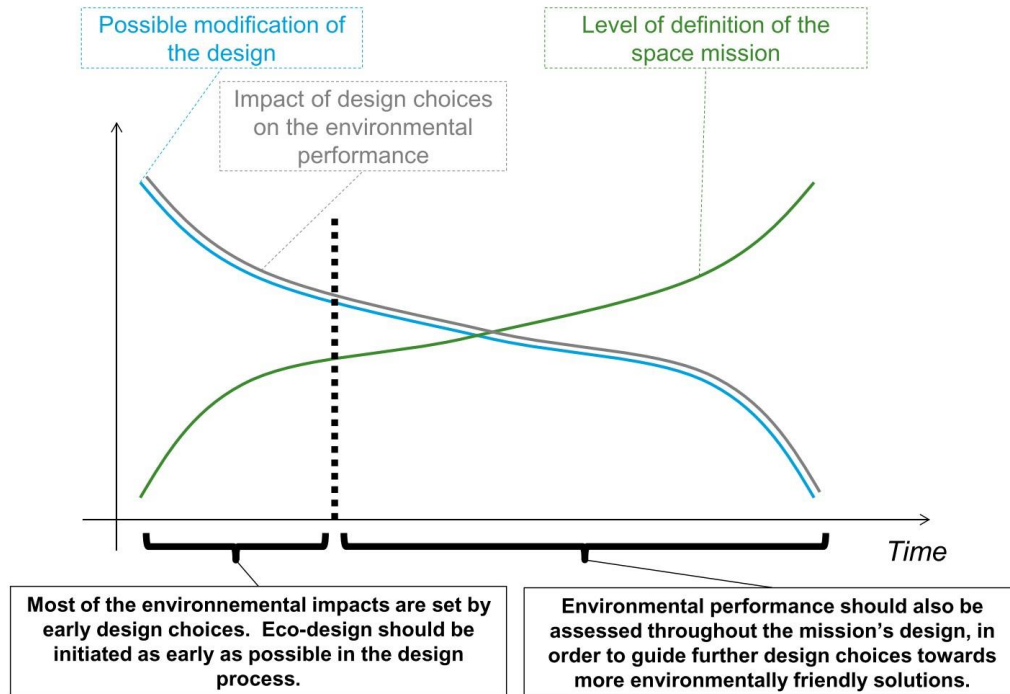 Possible modification of
the design
Level of definition of the
space mission
Impact of design choices
on the environmental
performance
Time
Most of the environnemental impacts are set by
early design choices.  Eco-design should be
initiated as early as possible in the design
process.
Environmental performance should also be
assessed throughout the mission's design, in
order to guide further design choices towards
more environmentally friendly solutions.